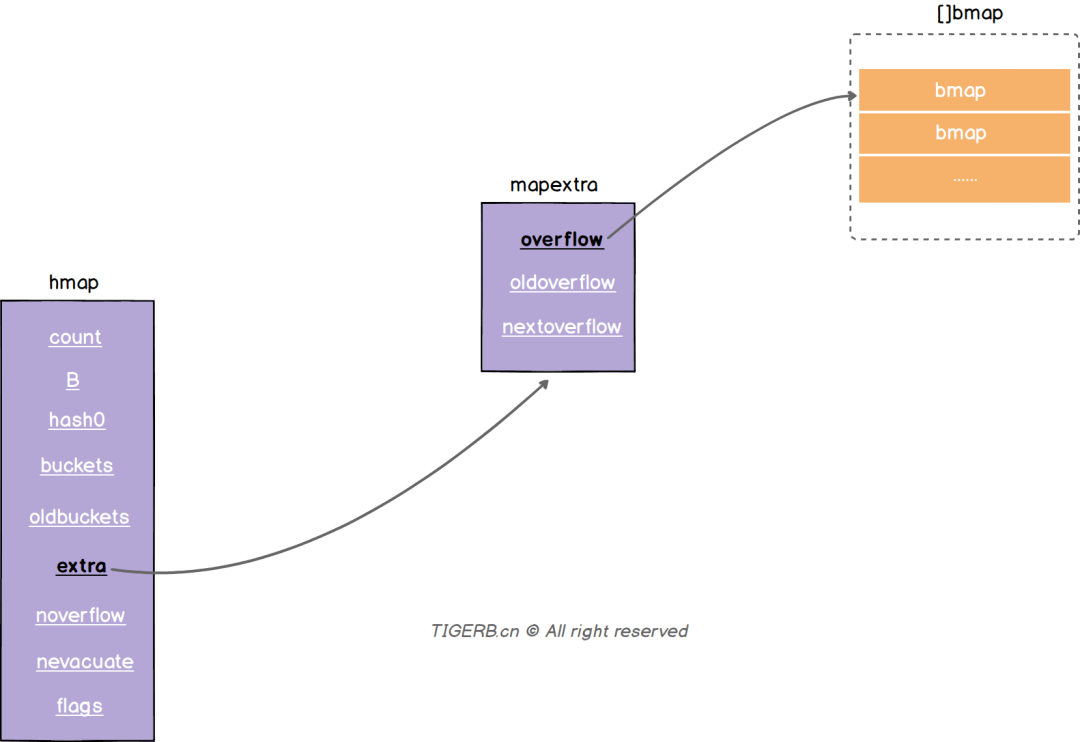 []bmap
bmap
bmap
......
mapextra
overflow
oldoverflow
nextoverflow
hmap
count
B
hash0
buckets
oldbuckets
extra
noverflow
nevacuate
flags
TIGERB.cn © All right reserved